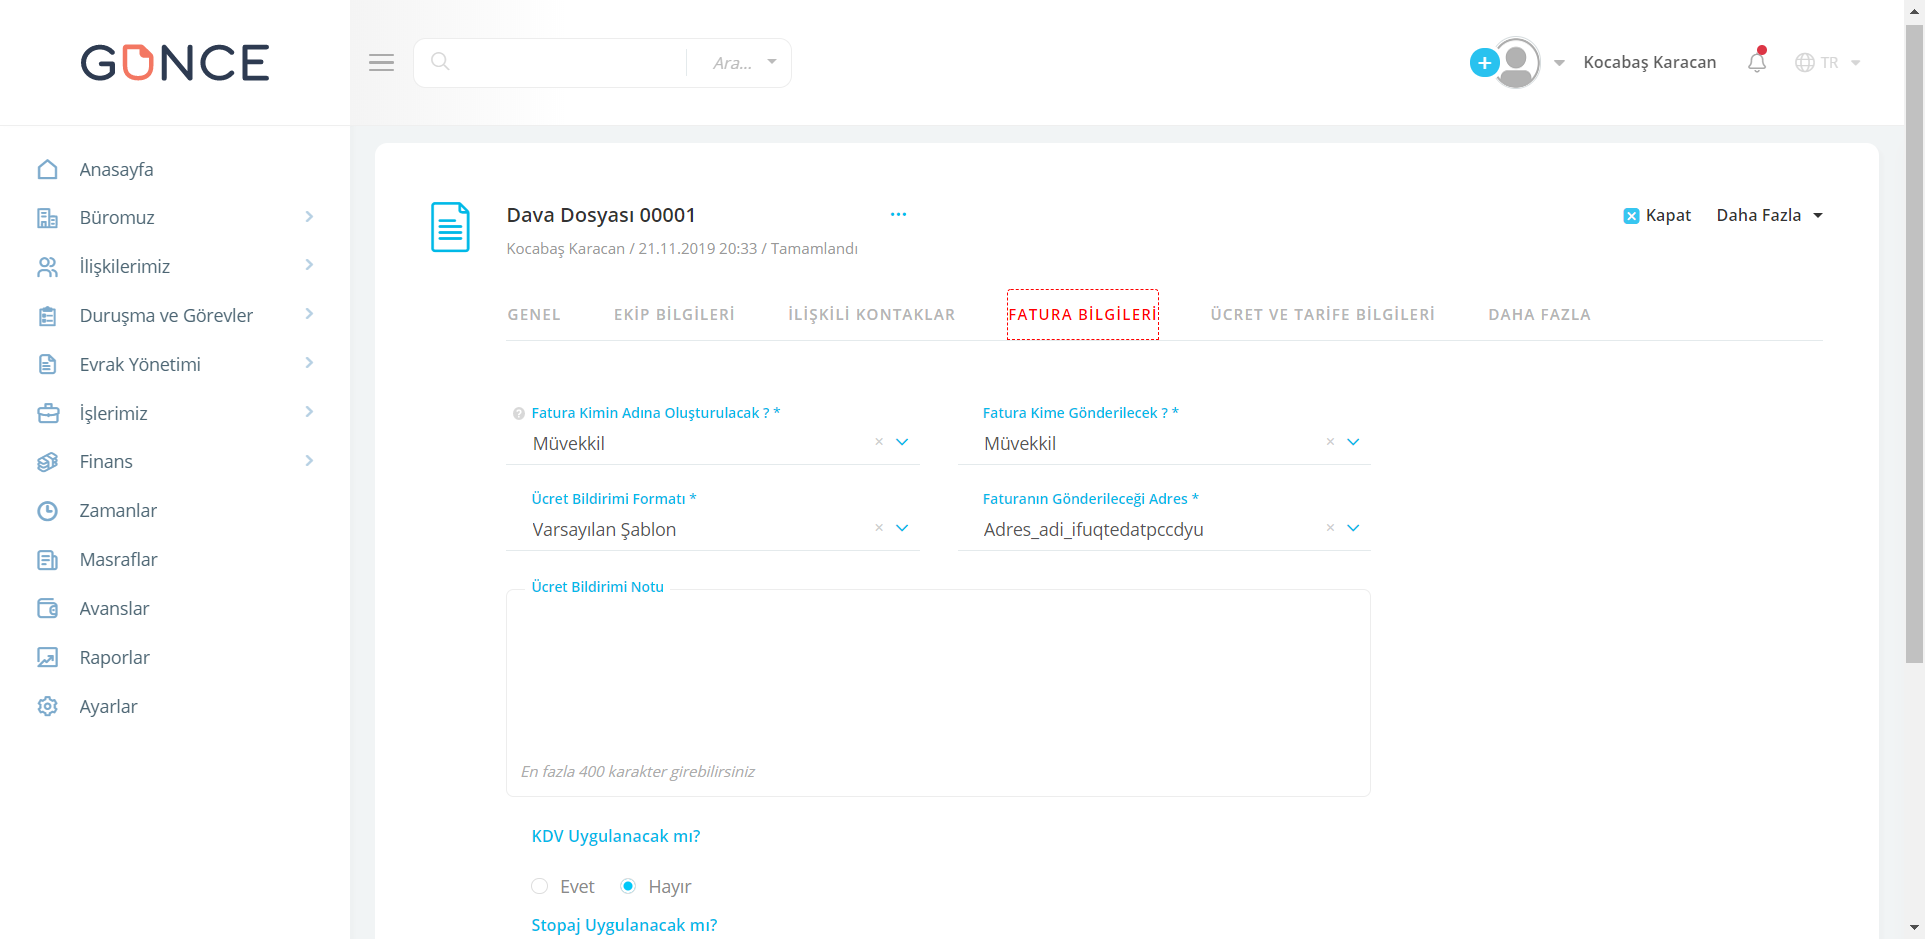 GÜNCE
Ara...
Kocabaş Karacan
TR
Anasayfa
Büromuz
İlişkilerimiz
Duruşma ve Görevler
Evrak Yönetimi
İşlerimiz
Finans
Zamanlar
Masraflar
Avanslar
Raporlar
Ayarlar
Dava Dosyası 00001
Kapat
Daha Fazla
Kocabaş Karacan / 21.11.2019 20:33 / Tamamlandı
GENEL
EKİP BİLGİLERİ
İLİŞKİLİ KONTAKLAR
FATURA BİLGİLERİ
ÜCRET VE TARİFE BİLGİLERİ
DAHA FAZLA
Fatura Kimin Adına Oluşturulacak ? *
Müvekkil
Fatura Kime Gönderilecek ? *
Müvekkil
Ücret Bildirimi Formatı *
Varsayılan Şablon
Faturanın Gönderileceği Adres *
Adres_adi_ifuqtedatpccdyu
Ücret Bildirimi Notu
En fazla 400 karakter girebilirsiniz
KDV Uygulanacak mı?
Evet
Hayır
Stopaj Uygulanacak mı?